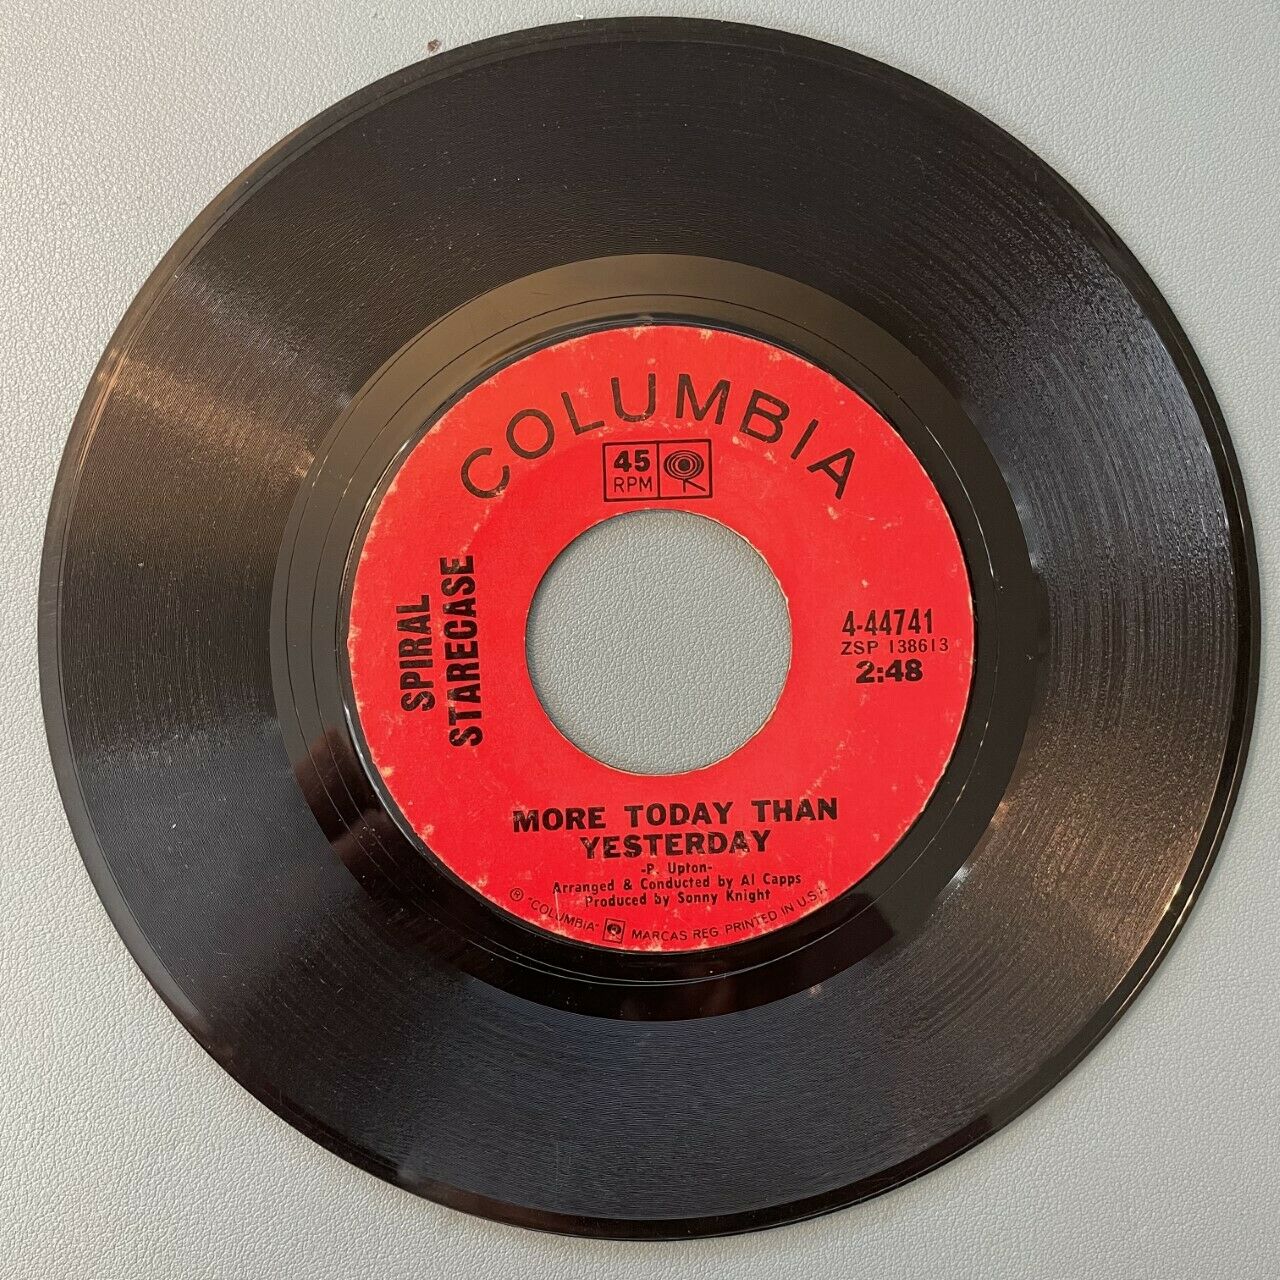 COLUMBIA
45
RPM
SPIRAL
STARECASE
4-44741
ZSP 138613
2:48
MORE TODAY THAN
YESTERDAY
-P. Upton-
Arranged & Conducted by Al Capps
Produced by Sonny Knight
Ⓟ "COLUMBIA" MARCAS REG. PRINTED IN U.S.A.